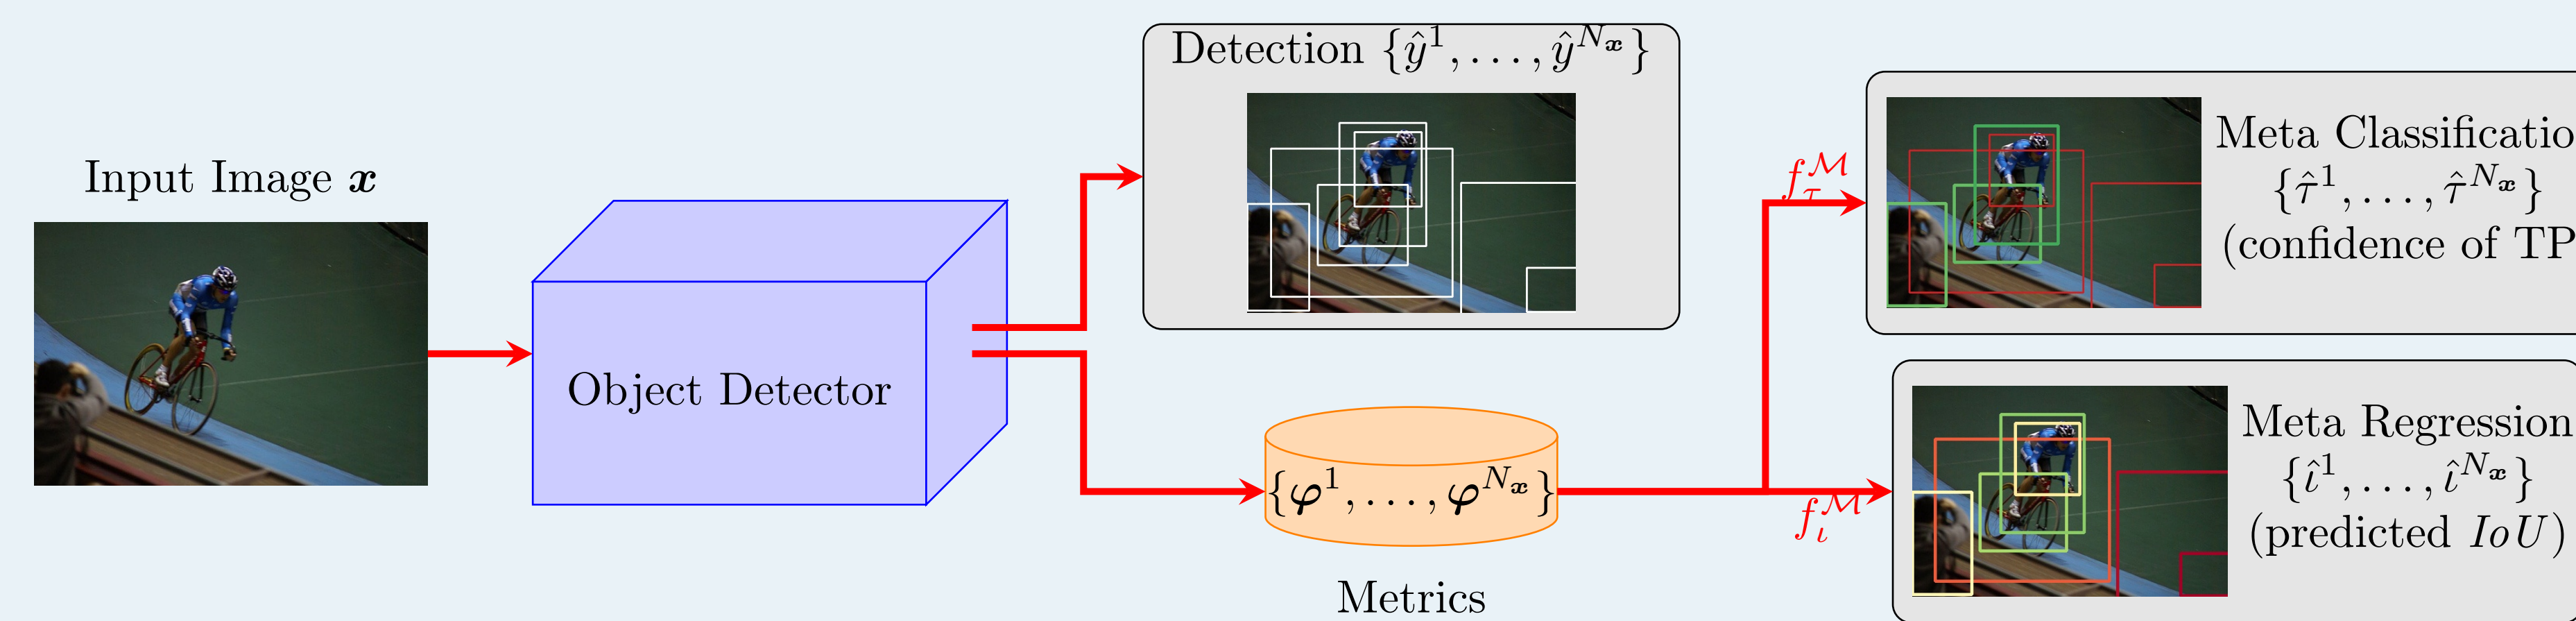 Input Image 𝒙
Object Detector
Detection {ŷ¹, …, ŷ^{N_𝒙}}
{𝝋¹, …, 𝝋^{N_𝒙}}
Metrics
f_τ^ℳ
f_ι^ℳ
Meta Classificatio
{τ̂¹, …, τ̂^{N_𝒙}}
(confidence of TP
Meta Regression
{ι̂¹, …, ι̂^{N_𝒙}}
(predicted IoU)